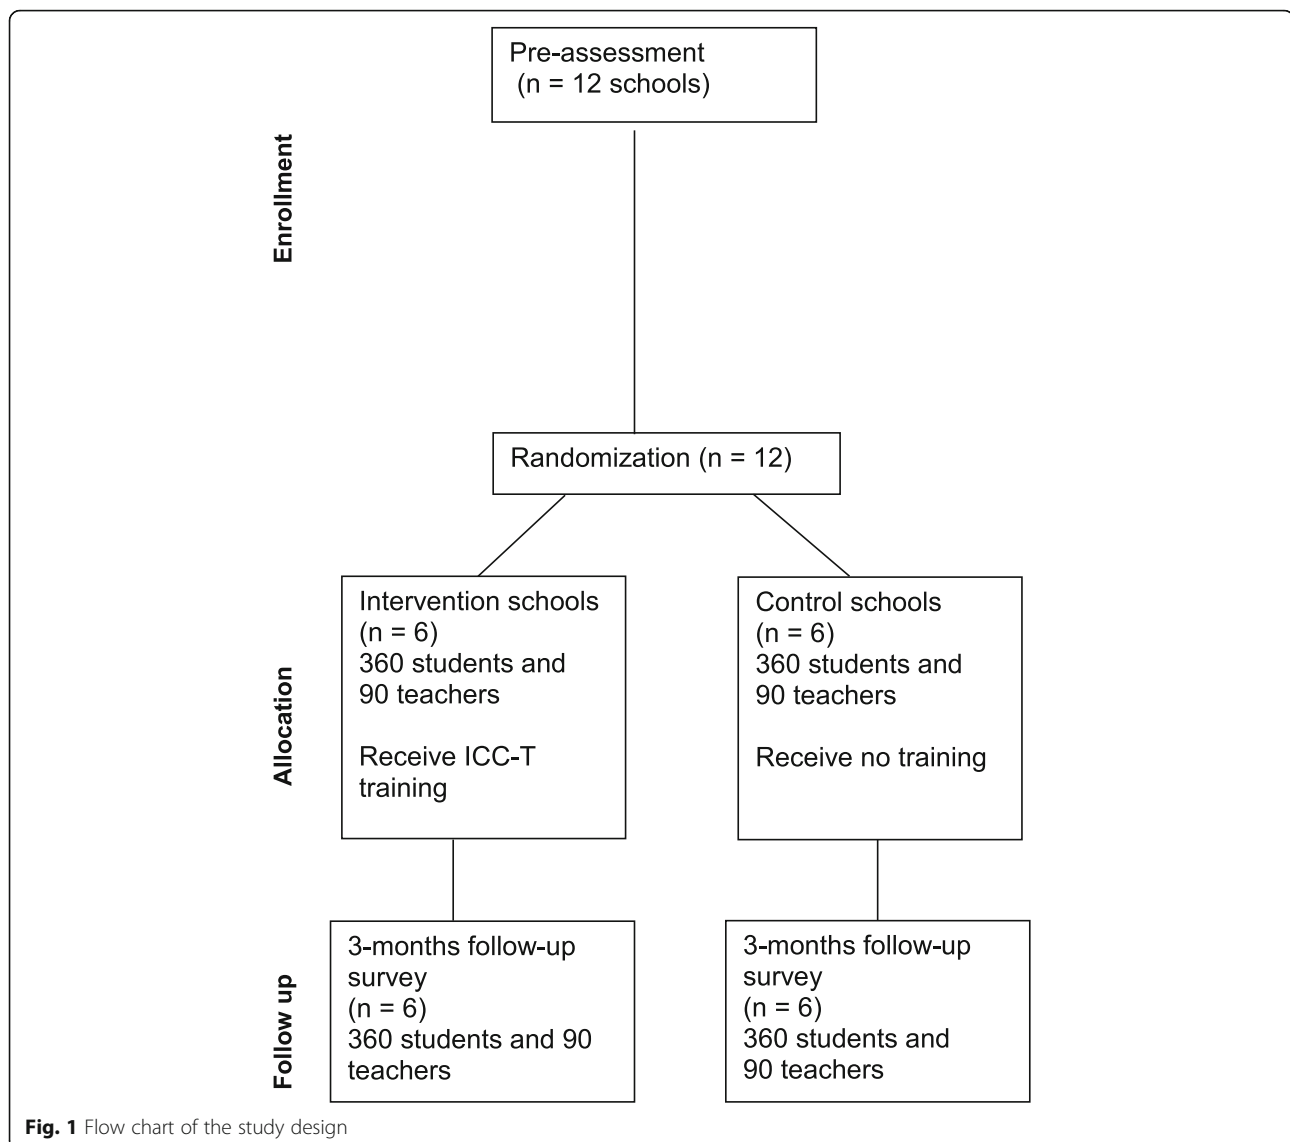 Pre-assessment
(n = 12 schools)
Enrollment
Randomization (n = 12)
Intervention schools
(n = 6)
360 students and
90 teachers
Receive ICC-T
training
Control schools
(n = 6)
360 students and
90 teachers
Receive no training
Allocation
3-months follow-up
survey
(n = 6)
360 students and 90
teachers
3-months follow-up
survey
(n = 6)
360 students and
90 teachers
Follow up
Fig. 1 Flow chart of the study design